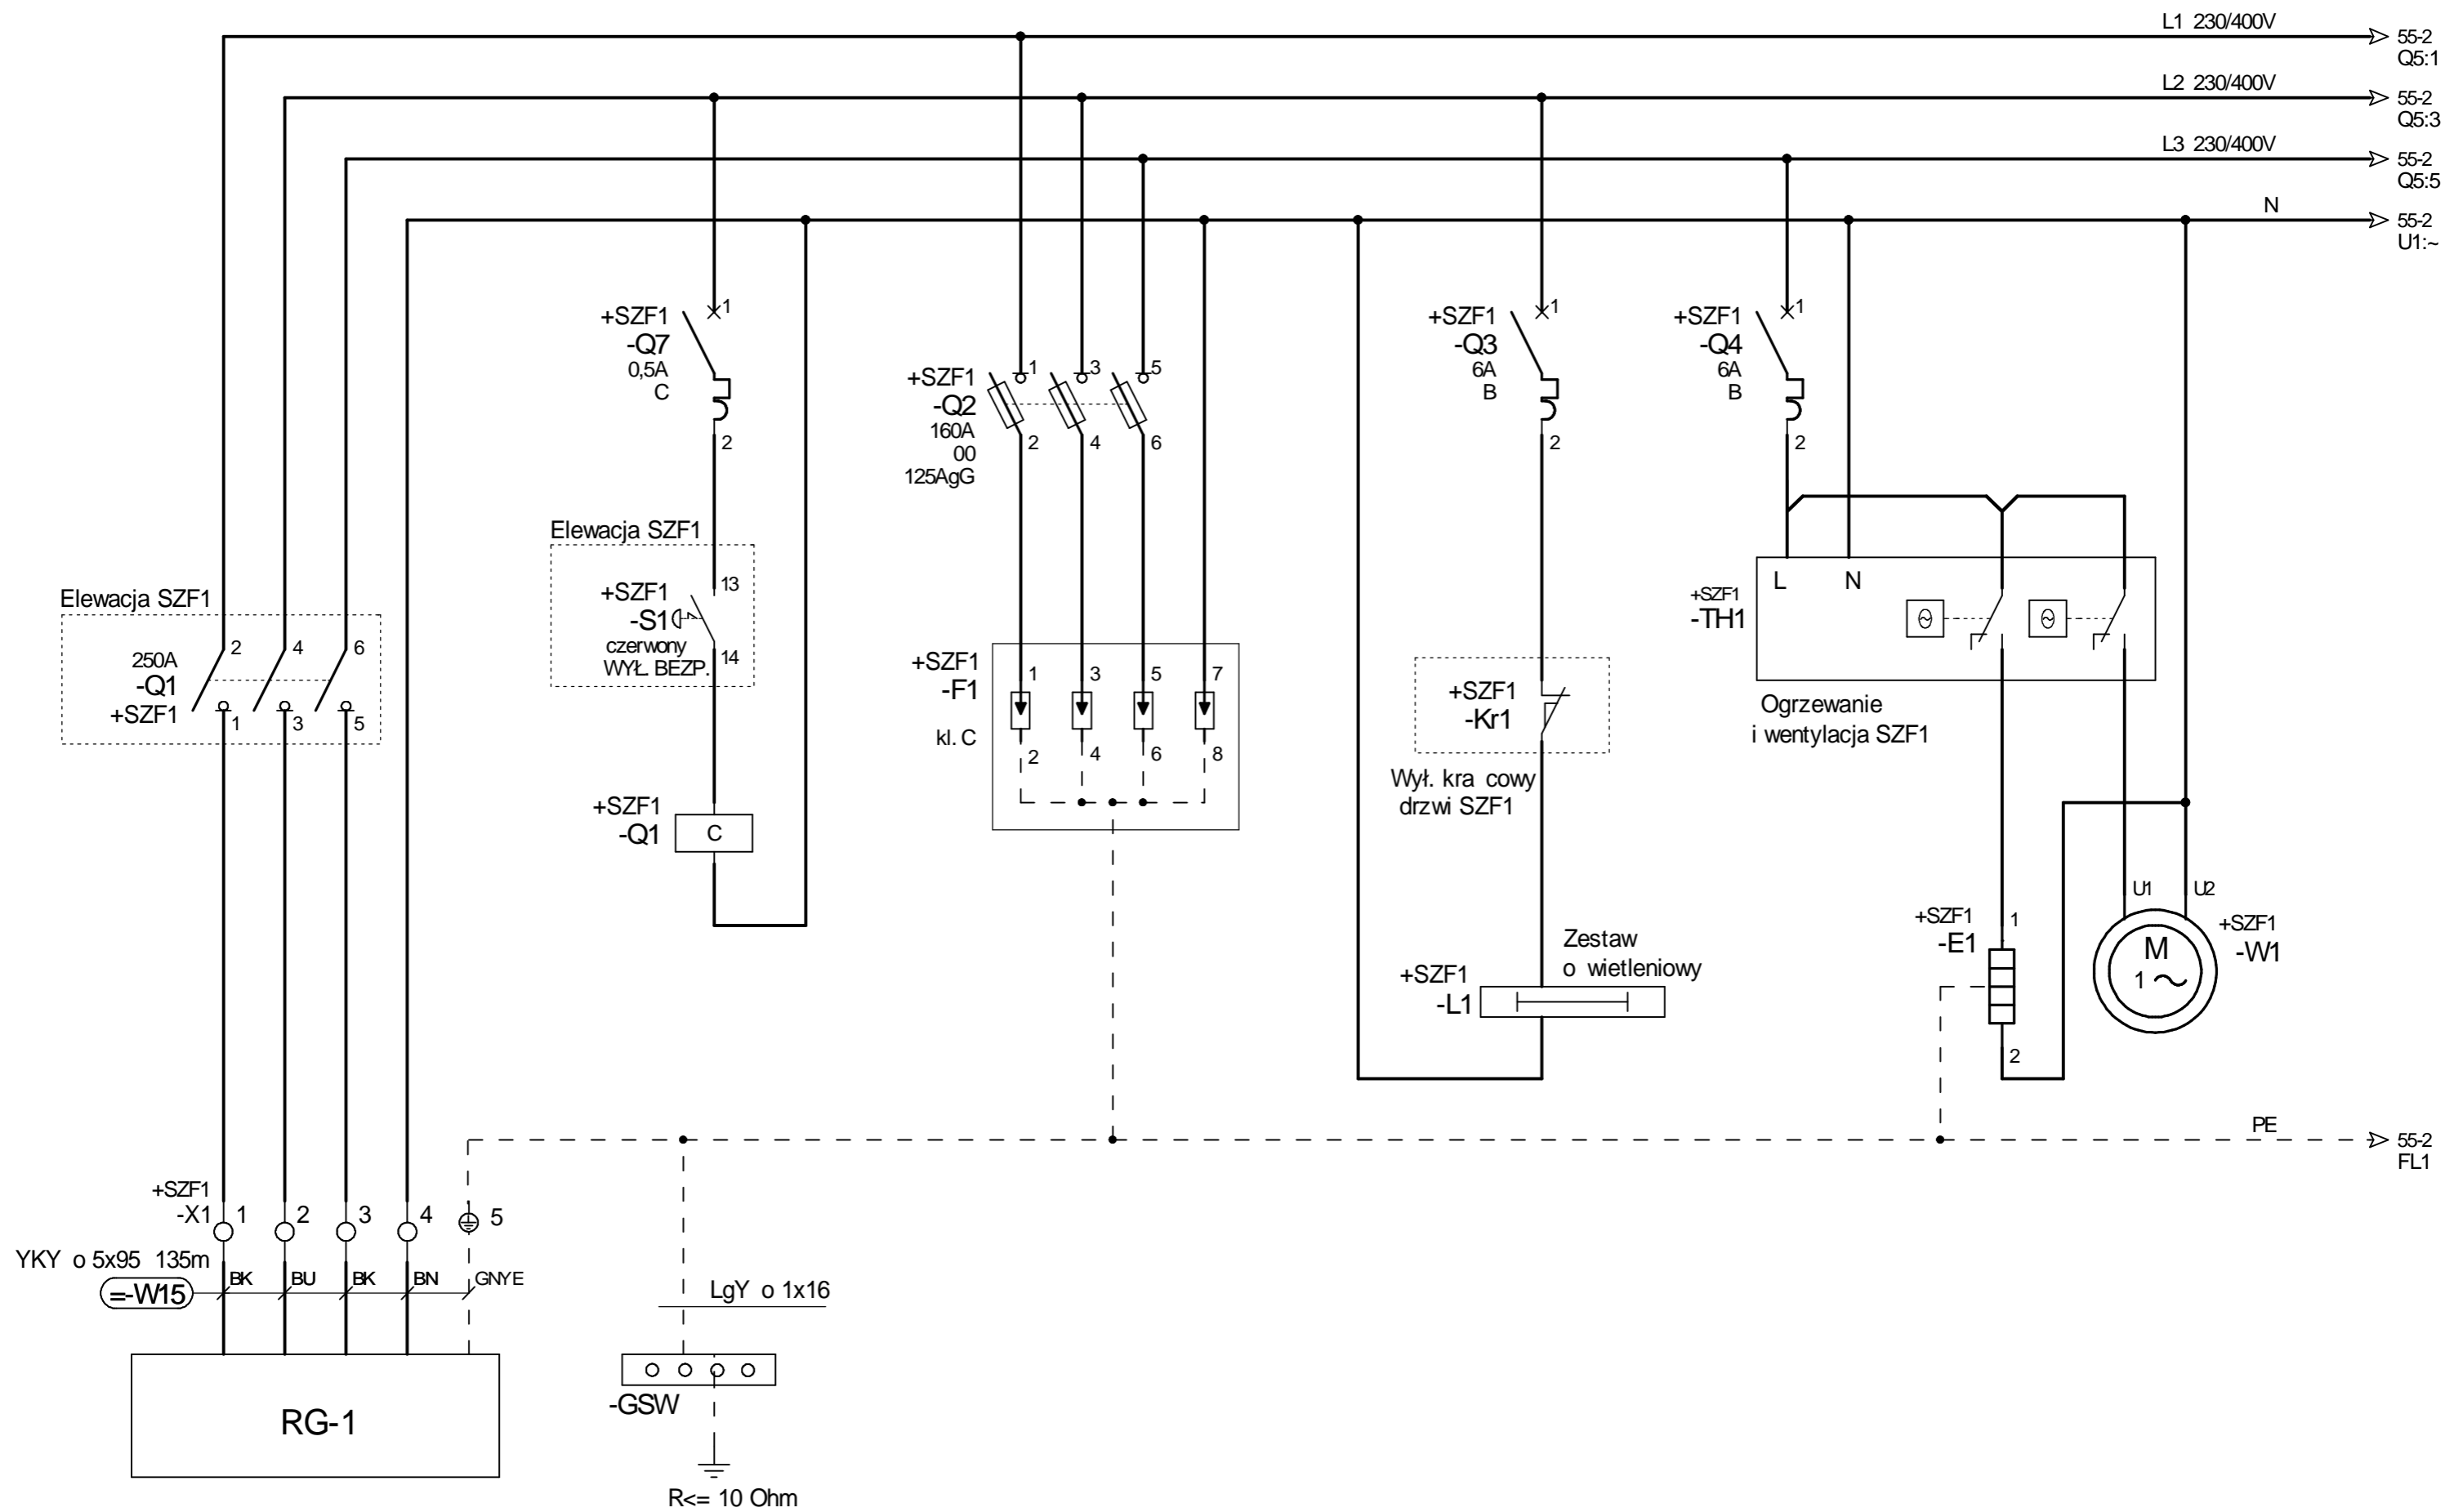 L1 230/400V
55-2
Q5:1
L2 230/400V
55-2
Q5:3
L3 230/400V
55-2
Q5:5
N
55-2
U1:~
+SZF1
-Q7
0,5A
C
1
2
+SZF1
-Q2
160A
00
125AgG
1
3
5
2
4
6
+SZF1
-Q3
6A
B
1
2
+SZF1
-Q4
6A
B
1
2
Elewacja SZF1
250A
-Q1
+SZF1
2
4
6
1
3
5
Elewacja SZF1
+SZF1
-S1
czerwony
WYŁ. BEZP.
13
14
+SZF1
-F1
kl. C
1
3
5
7
2
4
6
8
+SZF1
-Kr1
Wył. kra cowy
drzwi SZF1
+SZF1
-TH1
L
N
Ogrzewanie
i wentylacja SZF1
+SZF1
-Q1
C
Zestaw
o wietleniowy
+SZF1
-L1
+SZF1
-E1
1
2
U1
U2
M
1
+SZF1
-W1
PE
55-2
FL1
+SZF1
-X1
1
2
3
4
5
YKY o 5x95 135m
=-W15
BK
BU
BK
BN
GNYE
RG-1
LgY o 1x16
-GSW
R<= 10 Ohm